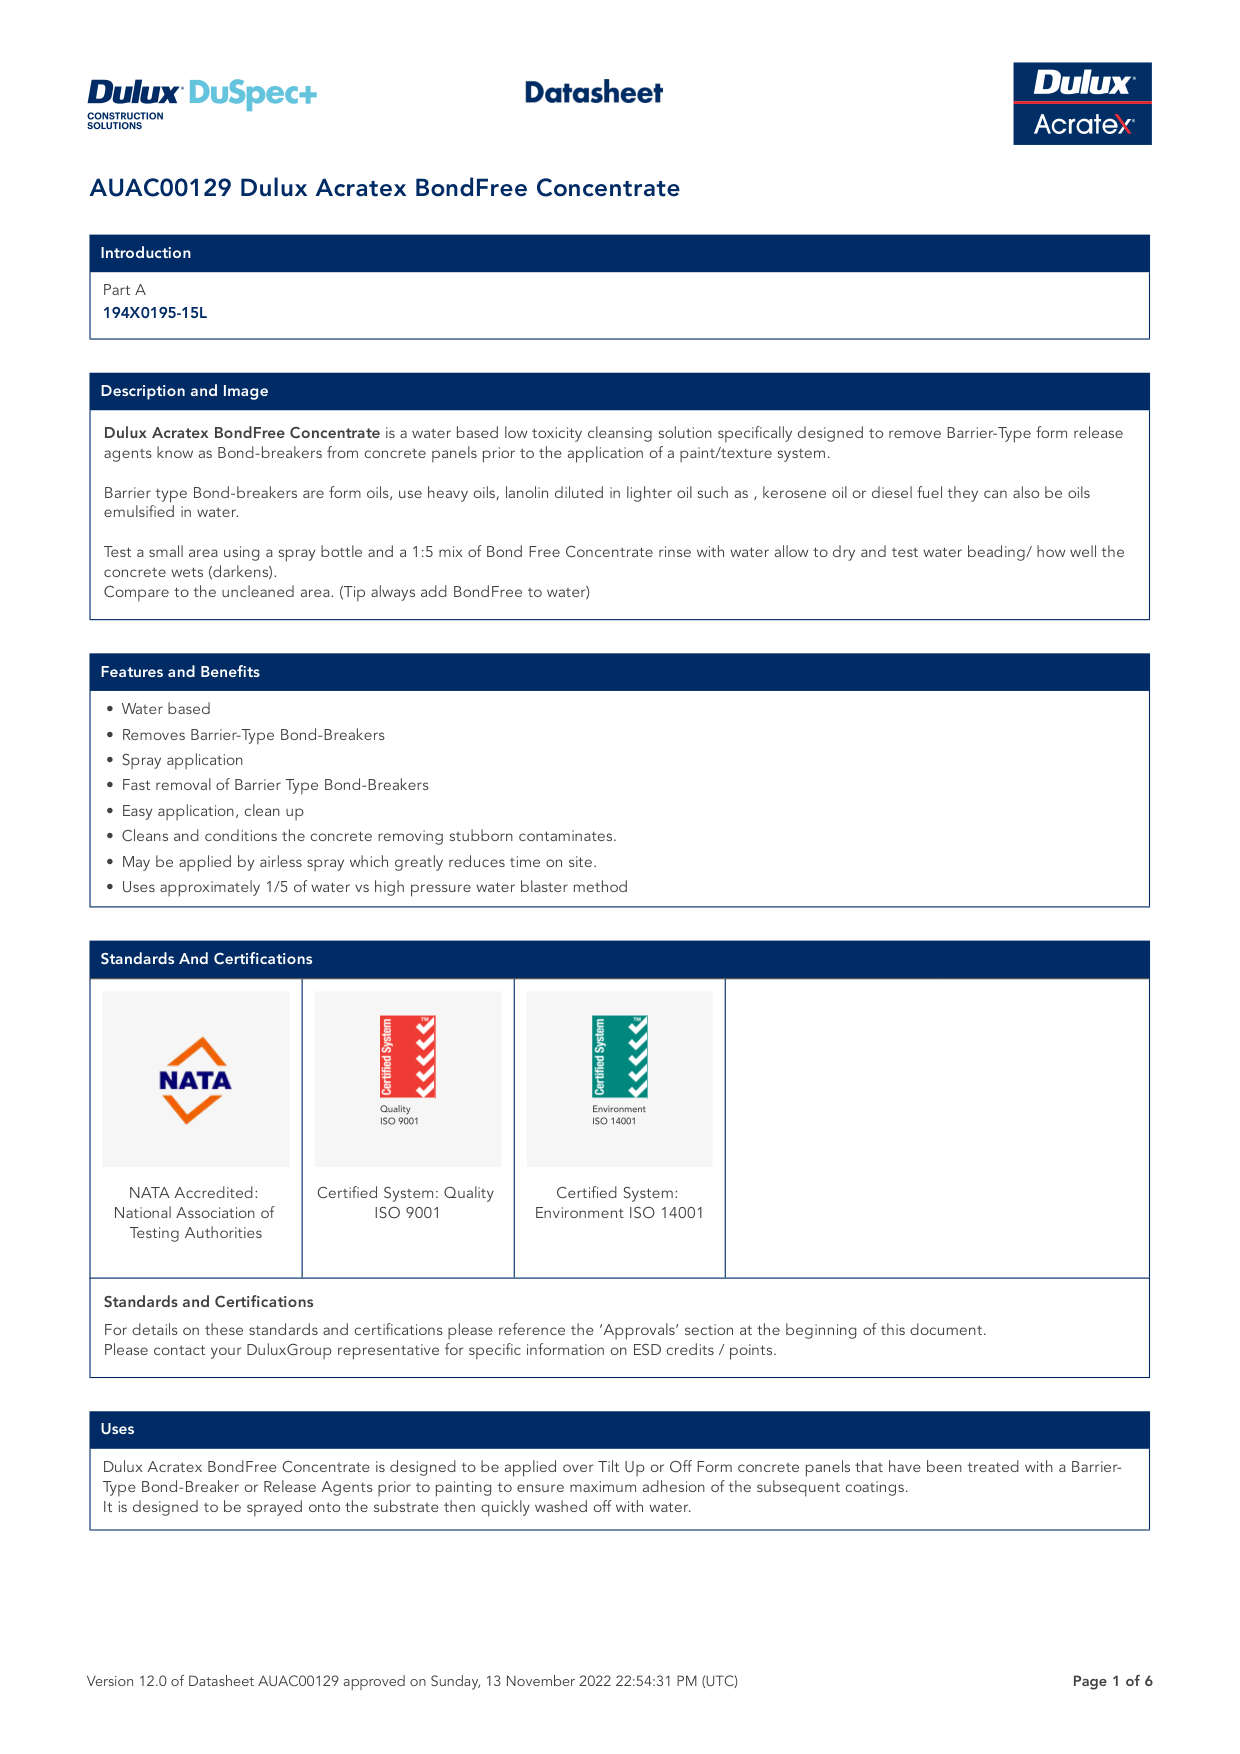 Dulux DuSpec+
CONSTRUCTION
SOLUTIONS
Datasheet
Dulux
Acratex
AUAC00129 Dulux Acratex BondFree Concentrate
Introduction
Part A
194X0195-15L
Description and Image
Dulux Acratex BondFree Concentrate is a water based low toxicity cleansing solution specifically designed to remove Barrier-Type form release
agents know as Bond-breakers from concrete panels prior to the application of a paint/texture system.
Barrier type Bond-breakers are form oils, use heavy oils, lanolin diluted in lighter oil such as , kerosene oil or diesel fuel they can also be oils
emulsified in water.
Test a small area using a spray bottle and a 1:5 mix of Bond Free Concentrate rinse with water allow to dry and test water beading/ how well the
concrete wets (darkens).
Compare to the uncleaned area. (Tip always add BondFree to water)
Features and Benefits
• Water based
• Removes Barrier-Type Bond-Breakers
• Spray application
• Fast removal of Barrier Type Bond-Breakers
• Easy application, clean up
• Cleans and conditions the concrete removing stubborn contaminates.
• May be applied by airless spray which greatly reduces time on site.
• Uses approximately 1/5 of water vs high pressure water blaster method
Standards And Certifications
NATA
NATA Accredited:
National Association of
Testing Authorities
Certified System ™
Quality
ISO 9001
Certified System: Quality
ISO 9001
Certified System ™
Environment
ISO 14001
Certified System:
Environment ISO 14001
Standards and Certifications
For details on these standards and certifications please reference the ‘Approvals’ section at the beginning of this document.
Please contact your DuluxGroup representative for specific information on ESD credits / points.
Uses
Dulux Acratex BondFree Concentrate is designed to be applied over Tilt Up or Off Form concrete panels that have been treated with a Barrier-
Type Bond-Breaker or Release Agents prior to painting to ensure maximum adhesion of the subsequent coatings.
It is designed to be sprayed onto the substrate then quickly washed off with water.
Version 12.0 of Datasheet AUAC00129 approved on Sunday, 13 November 2022 22:54:31 PM (UTC)
Page 1 of 6